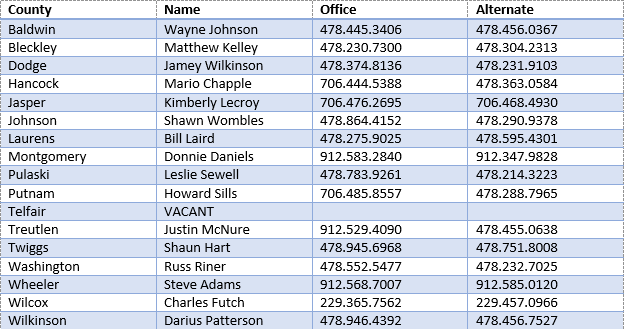 County Name Office Alternate
Baldwin Wayne Johnson 478.445.3406 478.456.0367
Bleckley Matthew Kelley 478.230.7300 478.304.2313
Dodge Jamey Wilkinson 478.374.8136 478.231.9103
Hancock Mario Chapple 706.444.5388 478.363.0584
Jasper Kimberly Lecroy 706.476.2695 706.468.4930
Johnson Shawn Wombles 478.864.4152 478.290.9378
Laurens Bill Laird 478.275.9025 478.595.4301
Montgomery Donnie Daniels 912.583.2840 912.347.9828
Pulaski Leslie Sewell 478.783.9261 478.214.3223
Putnam Howard Sills 706.485.8557 478.288.7965
Telfair VACANT
Treutlen Justin McNure 912.529.4090 478.455.0638
Twiggs Shaun Hart 478.945.6968 478.751.8008
Washington Russ Riner 478.552.5477 478.232.7025
Wheeler Steve Adams 912.568.7007 912.585.0120
Wilcox Charles Futch 229.365.7562 229.457.0966
Wilkinson Darius Patterson 478.946.4392 478.456.7527